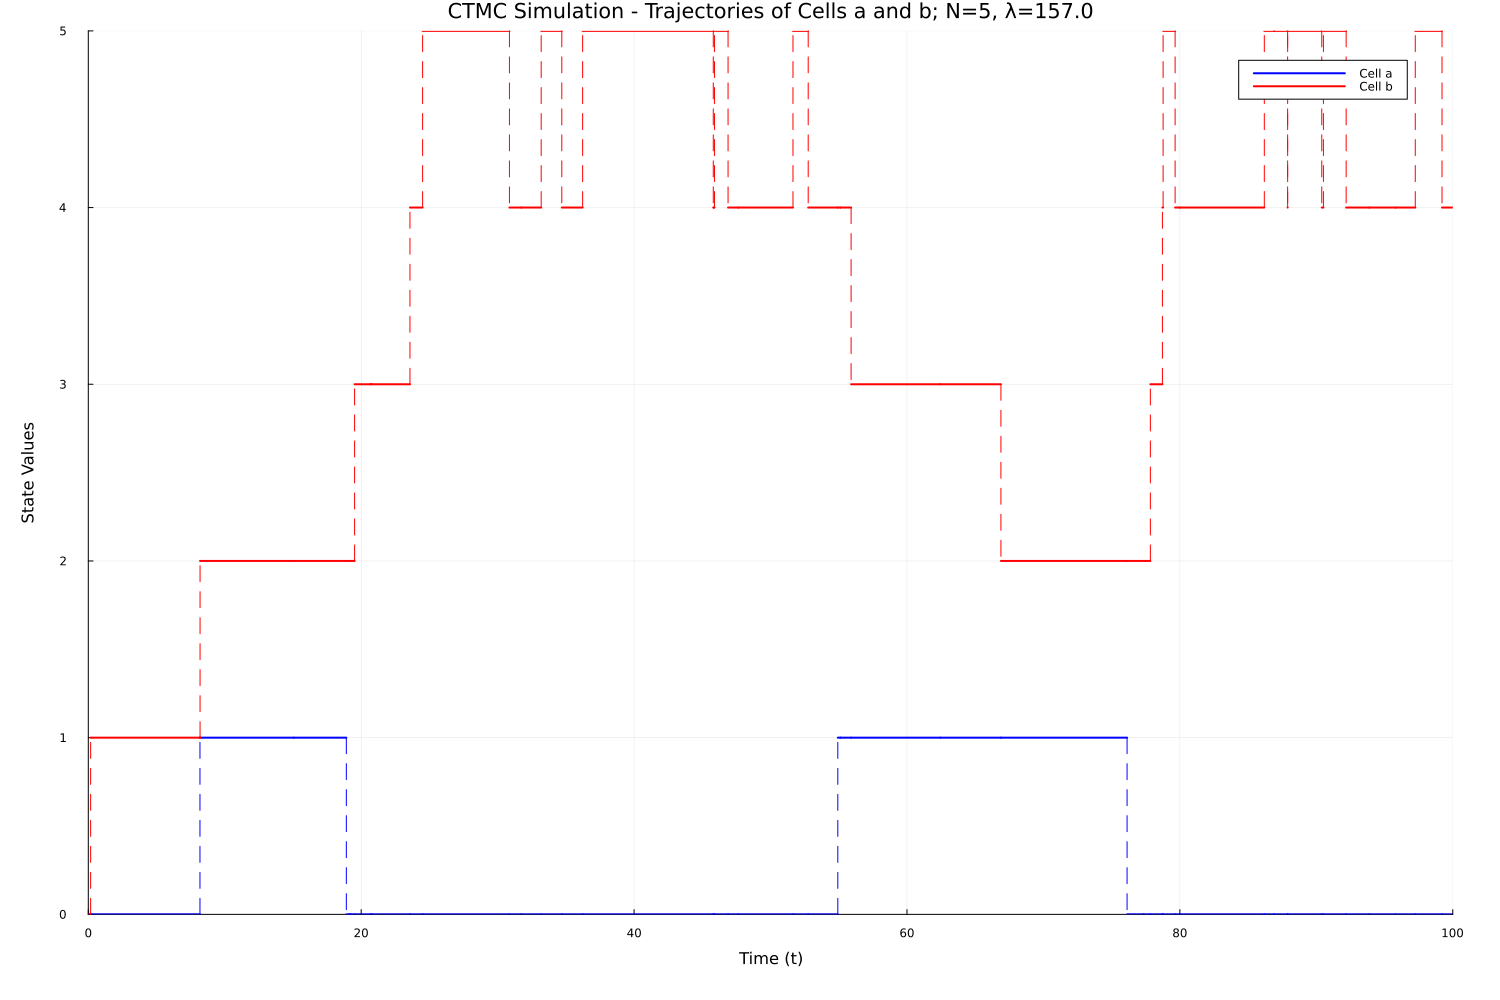 CTMC Simulation - Trajectories of Cells a and b; N=5, λ=157.0
5
Cell a
Cell b
4
3
State Values
2
1
0
0 20 40 60 80 100
Time (t)